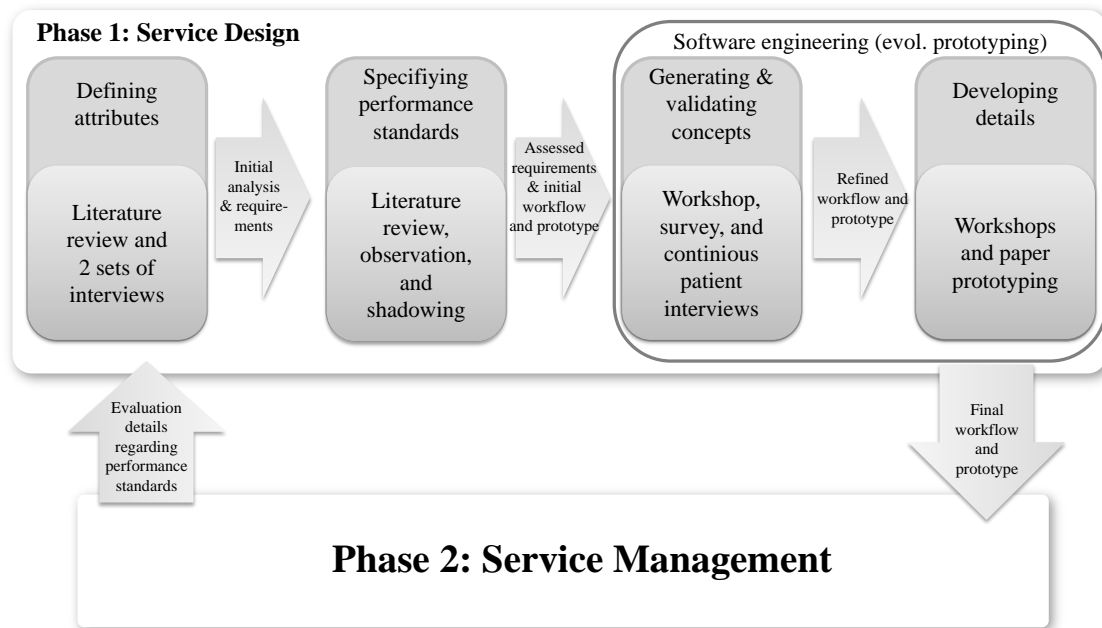 Phase 1: Service Design
Software engineering (evol. prototyping)
Defining
attributes
Literature
review and
2 sets of
interviews
Initial
analysis
& require-
ments
Specifiying
performance
standards
Literature
review,
observation,
and
shadowing
Assessed
requirements
& initial
workflow
and prototype
Generating &
validating
concepts
Workshop,
survey, and
continious
patient
interviews
Refined
workflow and
prototype
Developing
details
Workshops
and paper
prototyping
Evaluation
details
regarding
performance
standards
Final
workflow
and
prototype
Phase 2: Service Management